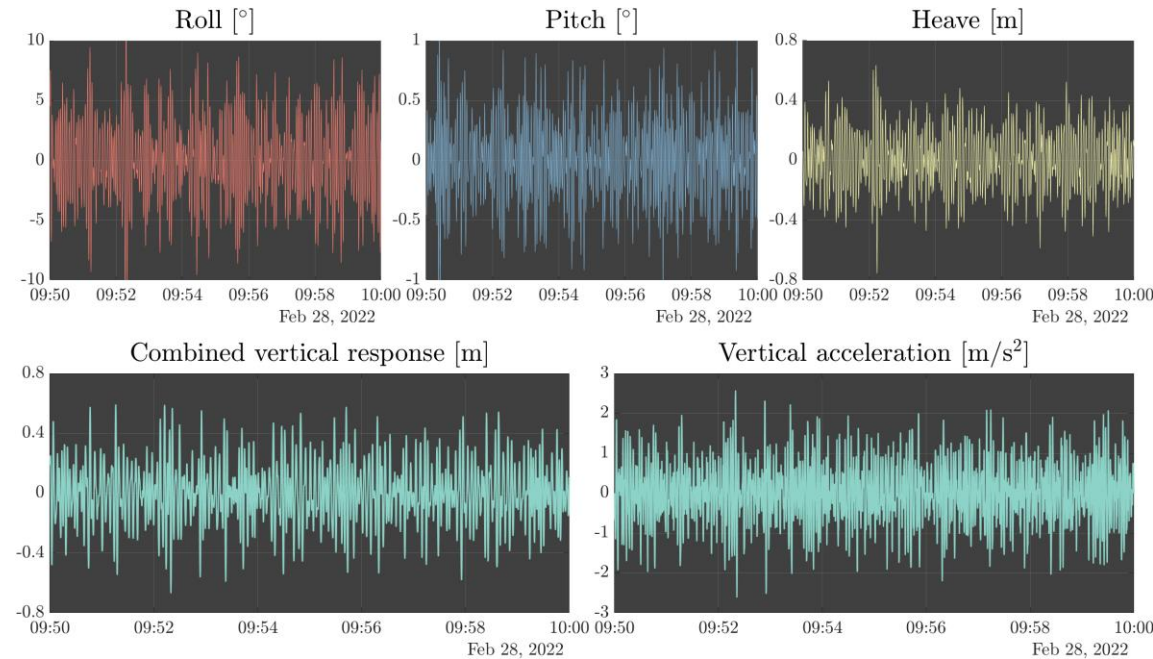 Roll [°] Pitch [°] Heave [m]
10 1 0.8
5 0.5 0.4
0 0 0
-5 -0.5 -0.4
-10 -1 -0.8
09:50 09:52 09:54 09:56 09:58 10:00 09:50 09:52 09:54 09:56 09:58 10:00 09:50 09:52 09:54 09:56 09:58 10:00
Feb 28, 2022 Feb 28, 2022 Feb 28, 2022
Combined vertical response [m] Vertical acceleration [m/s²]
0.8 3
2
0.4
1
0 0
-1
-0.4
-2
-0.8 -3
09:50 09:52 09:54 09:56 09:58 10:00 09:50 09:52 09:54 09:56 09:58 10:00
Feb 28, 2022 Feb 28, 2022